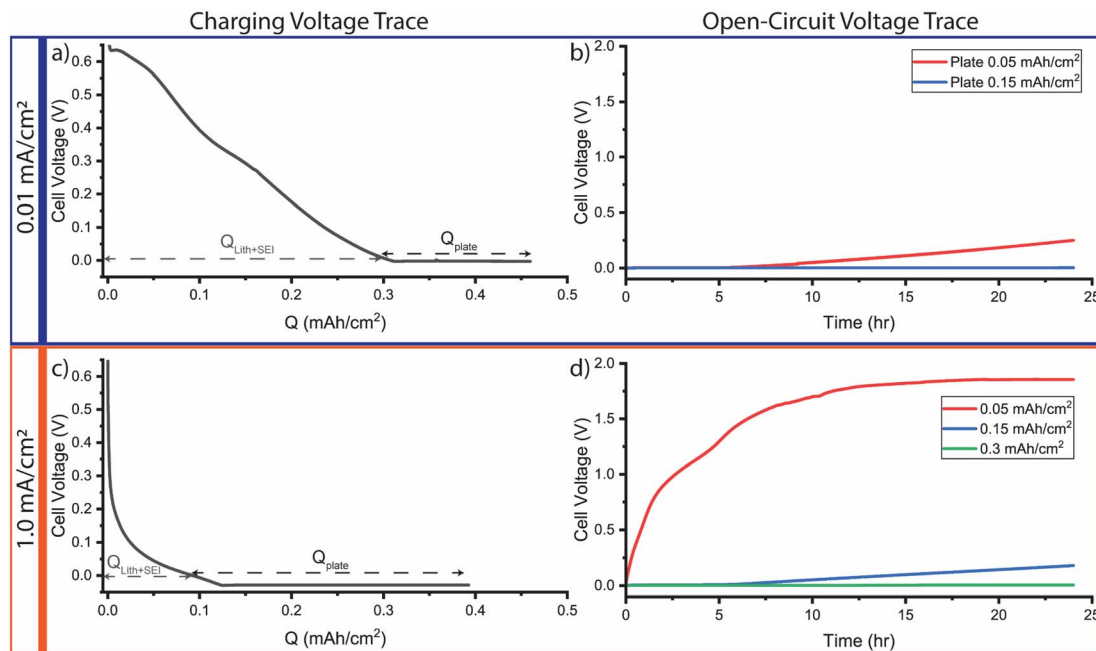 Charging Voltage Trace
Open-Circuit Voltage Trace
0.01 mA/cm²
a)
Cell Voltage (V)
0.6
0.5
0.4
0.3
0.2
0.1
0.0
Q_Lith+SEI
Q_plate
0.0 0.1 0.2 0.3 0.4 0.5
Q (mAh/cm²)
b)
Cell Voltage (V)
2.0
1.5
1.0
0.5
0.0
Plate 0.05 mAh/cm²
Plate 0.15 mAh/cm²
0 5 10 15 20 25
Time (hr)
1.0 mA/cm²
c)
Cell Voltage (V)
0.6
0.5
0.4
0.3
0.2
0.1
0.0
Q_Lith+SEI
Q_plate
0.0 0.1 0.2 0.3 0.4 0.5
Q (mAh/cm²)
d)
Cell Voltage (V)
2.0
1.5
1.0
0.5
0.0
0.05 mAh/cm²
0.15 mAh/cm²
0.3 mAh/cm²
0 5 10 15 20 25
Time (hr)